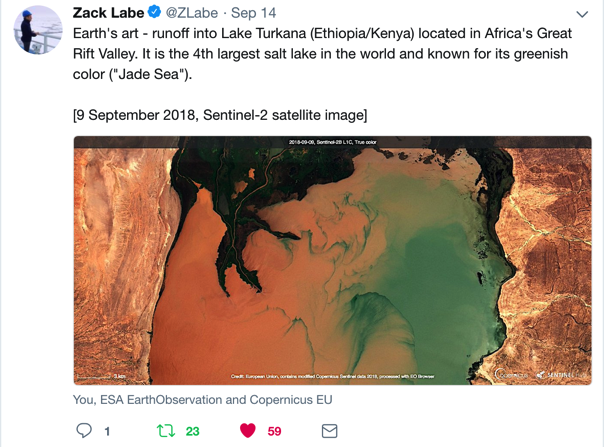 Zack Labe @ZLabe · Sep 14
Earth's art - runoff into Lake Turkana (Ethiopia/Kenya) located in Africa's Great
Rift Valley. It is the 4th largest salt lake in the world and known for its greenish
color ("Jade Sea").
[9 September 2018, Sentinel-2 satellite image]
2018-09-09, Sentinel-2B L1C, True color
Credit: European Union, contains modified Copernicus Sentinel data 2018, processed with EO Browser
opernicus
SENTINEL
You, ESA EarthObservation and Copernicus EU
1 23 59